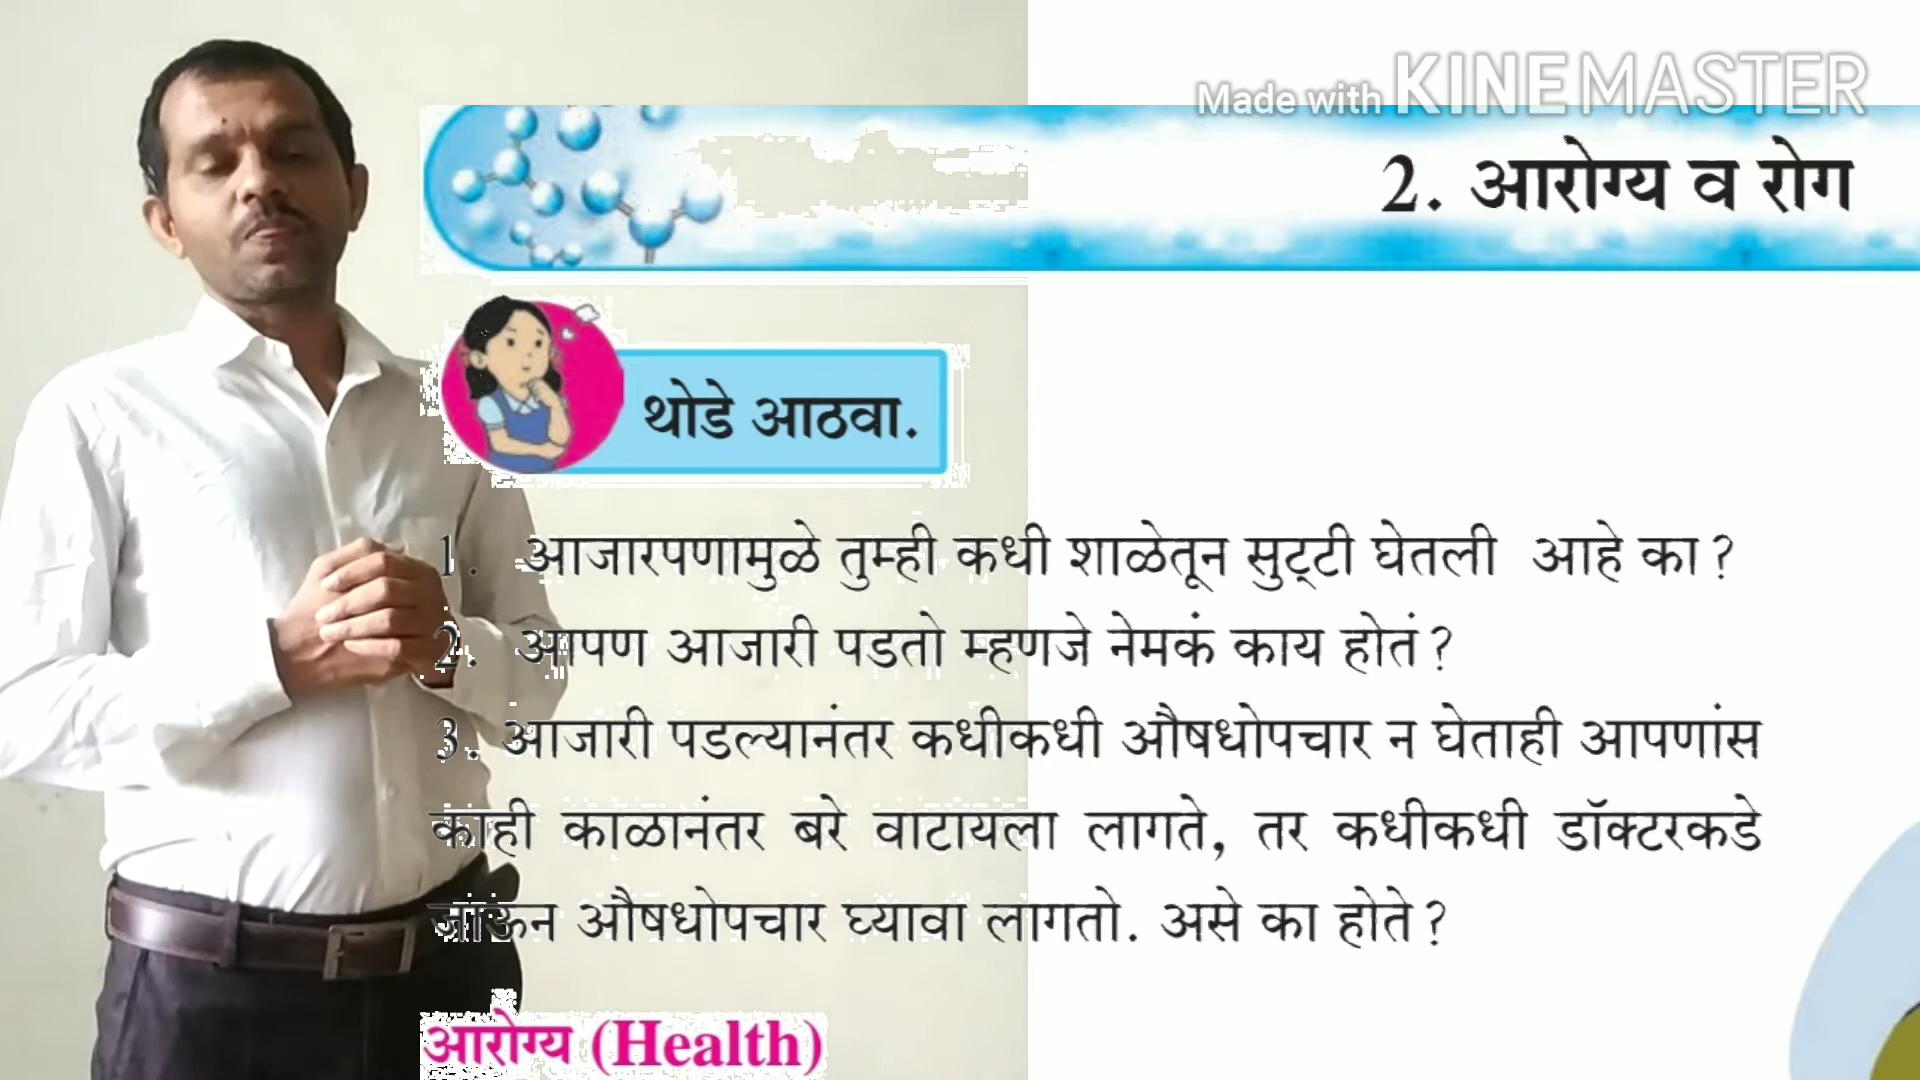 Made with KINEMASTER
2. आरोग्य व रोग
थोडे आठवा.
1. आजारपणामुळे तुम्ही कधी शाळेतून सुट्टी घेतली आहे का?
2. आपण आजारी पडतो म्हणजे नेमकं काय होतं?
3. आजारी पडल्यानंतर कधीकधी औषधोपचार न घेताही आपणांस
काही काळानंतर बरे वाटायला लागते, तर कधीकधी डॉक्टरकडे
जाऊन औषधोपचार घ्यावा लागतो. असे का होते?
आरोग्य (Health)